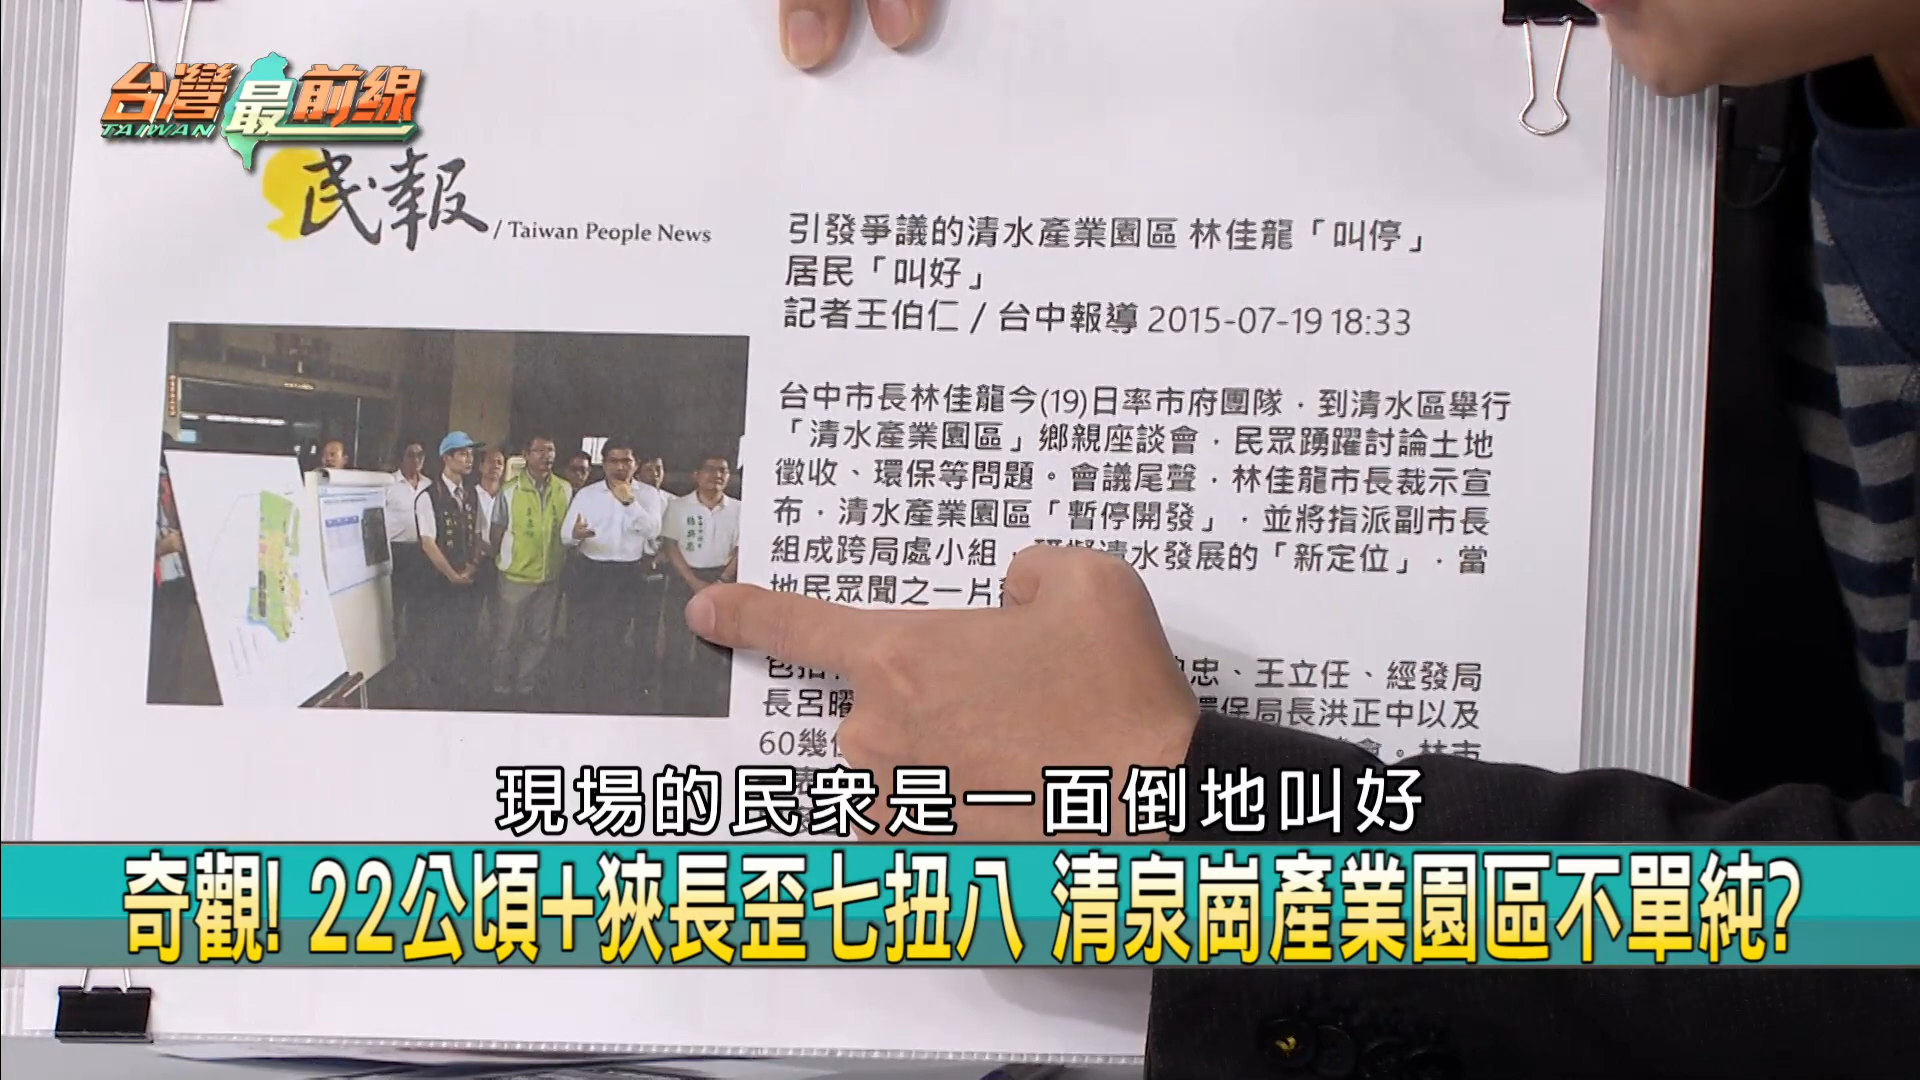 台灣最前線
TAIWAN
民報 / Taiwan People News
引發爭議的清水產業園區 林佳龍「叫停」
居民「叫好」
記者王伯仁 / 台中報導 2015-07-19 18:33
台中市長林佳龍今(19)日率市府團隊，到清水區舉行
「清水產業園區」鄉親座談會，民眾踴躍討論土地
徵收、環保等問題。會議尾聲，林佳龍市長裁示宣
布，清水產業園區「暫停開發」，並將指派副市長
組成跨局處小組，研擬清水發展的「新定位」，當
地民眾聞之一片
忠、王立任、經發局
長呂曜 環保局長洪正中以及
60幾
現場的民眾是一面倒地叫好
奇觀! 22公頃+狹長歪七扭八 清泉崗產業園區不單純?